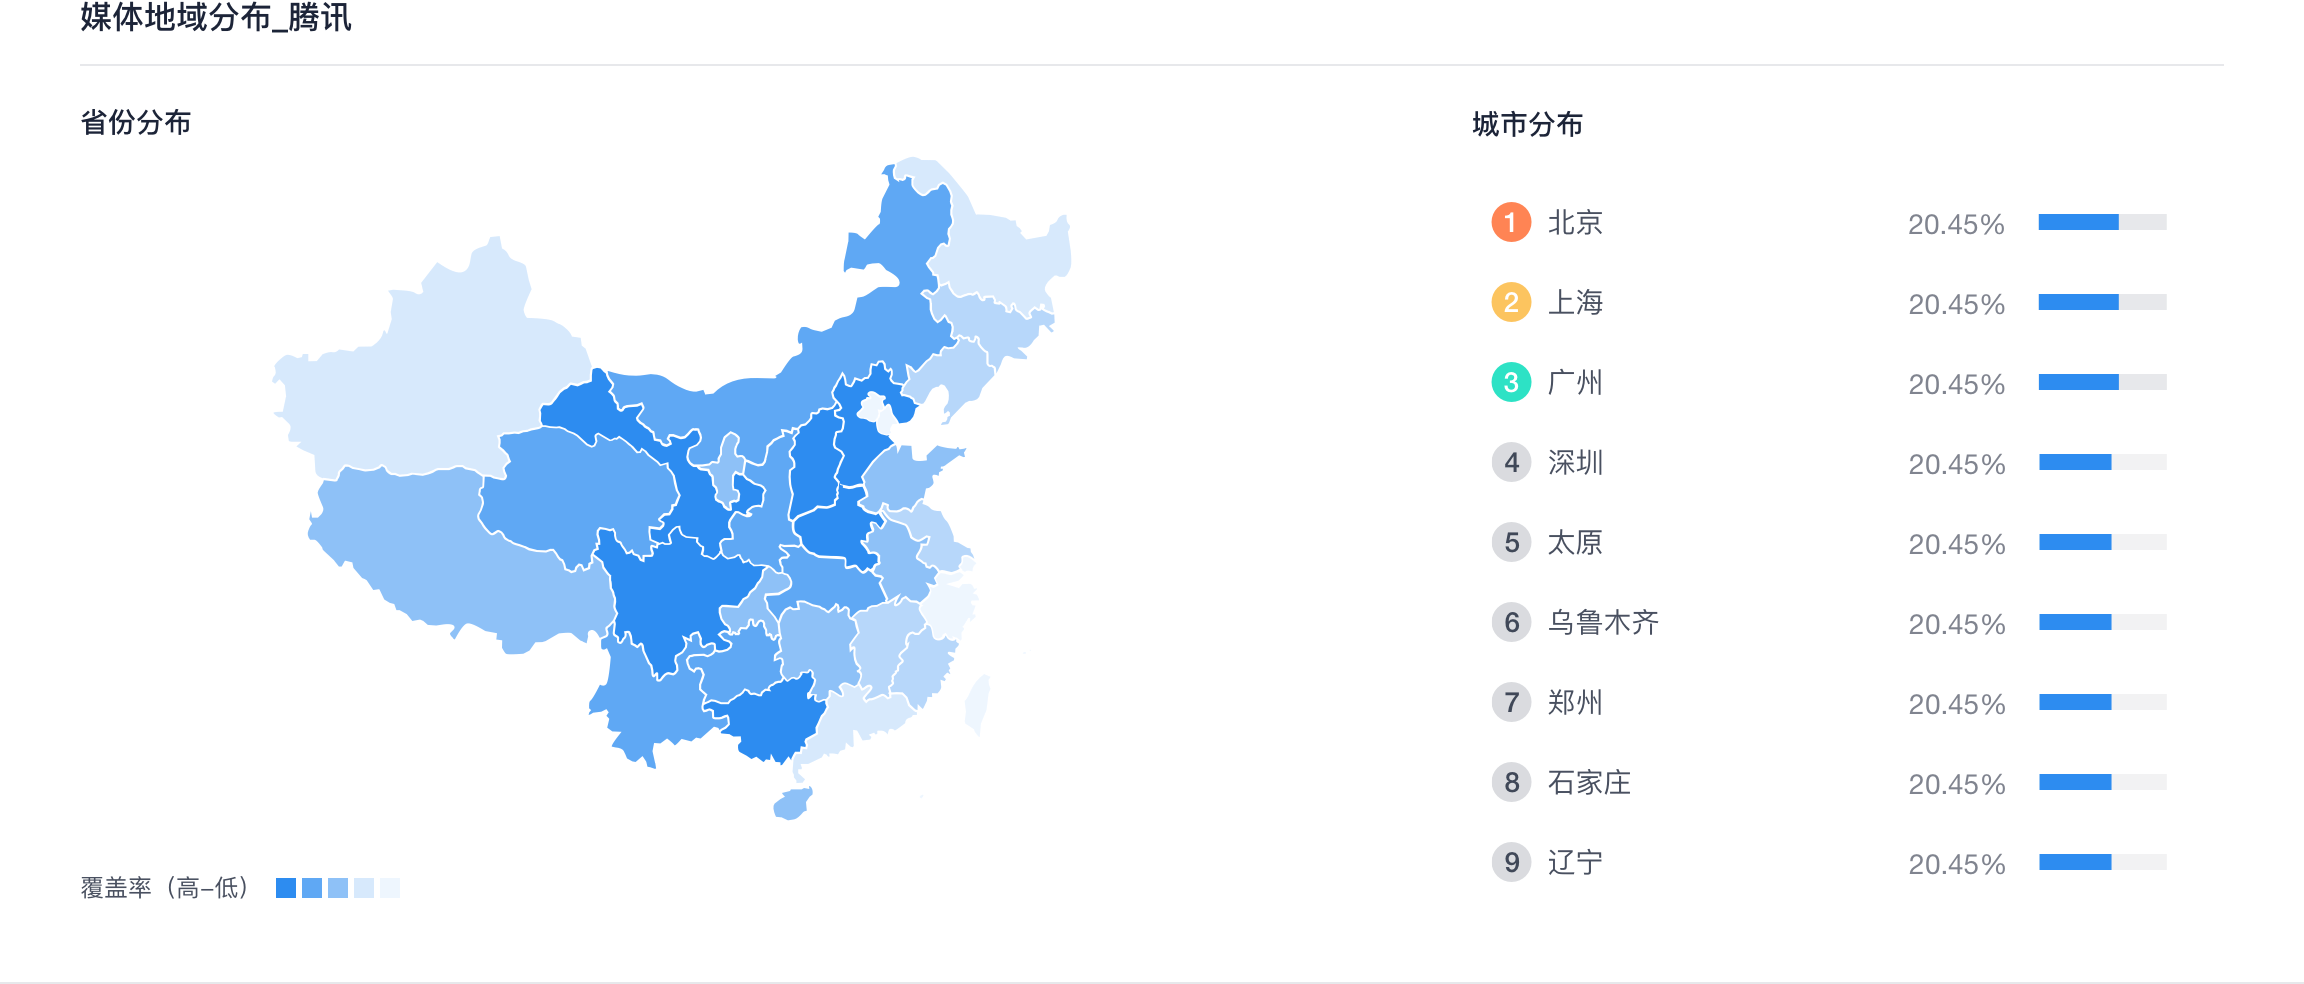 媒体地域分布_腾讯
省份分布
覆盖率（高-低）
城市分布
1 北京 20.45%
2 上海 20.45%
3 广州 20.45%
4 深圳 20.45%
5 太原 20.45%
6 乌鲁木齐 20.45%
7 郑州 20.45%
8 石家庄 20.45%
9 辽宁 20.45%